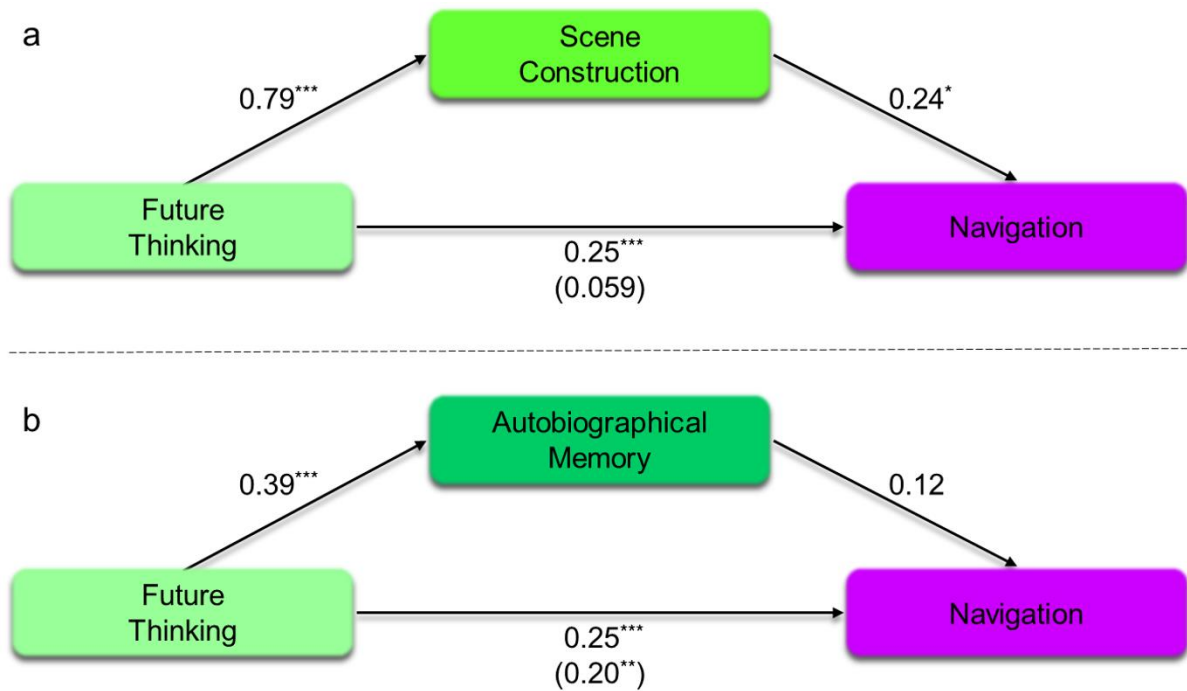 a
Scene
Construction
0.79***
0.24*
Future
Thinking
Navigation
0.25***
(0.059)
b
Autobiographical
Memory
0.39***
0.12
Future
Thinking
Navigation
0.25***
(0.20**)